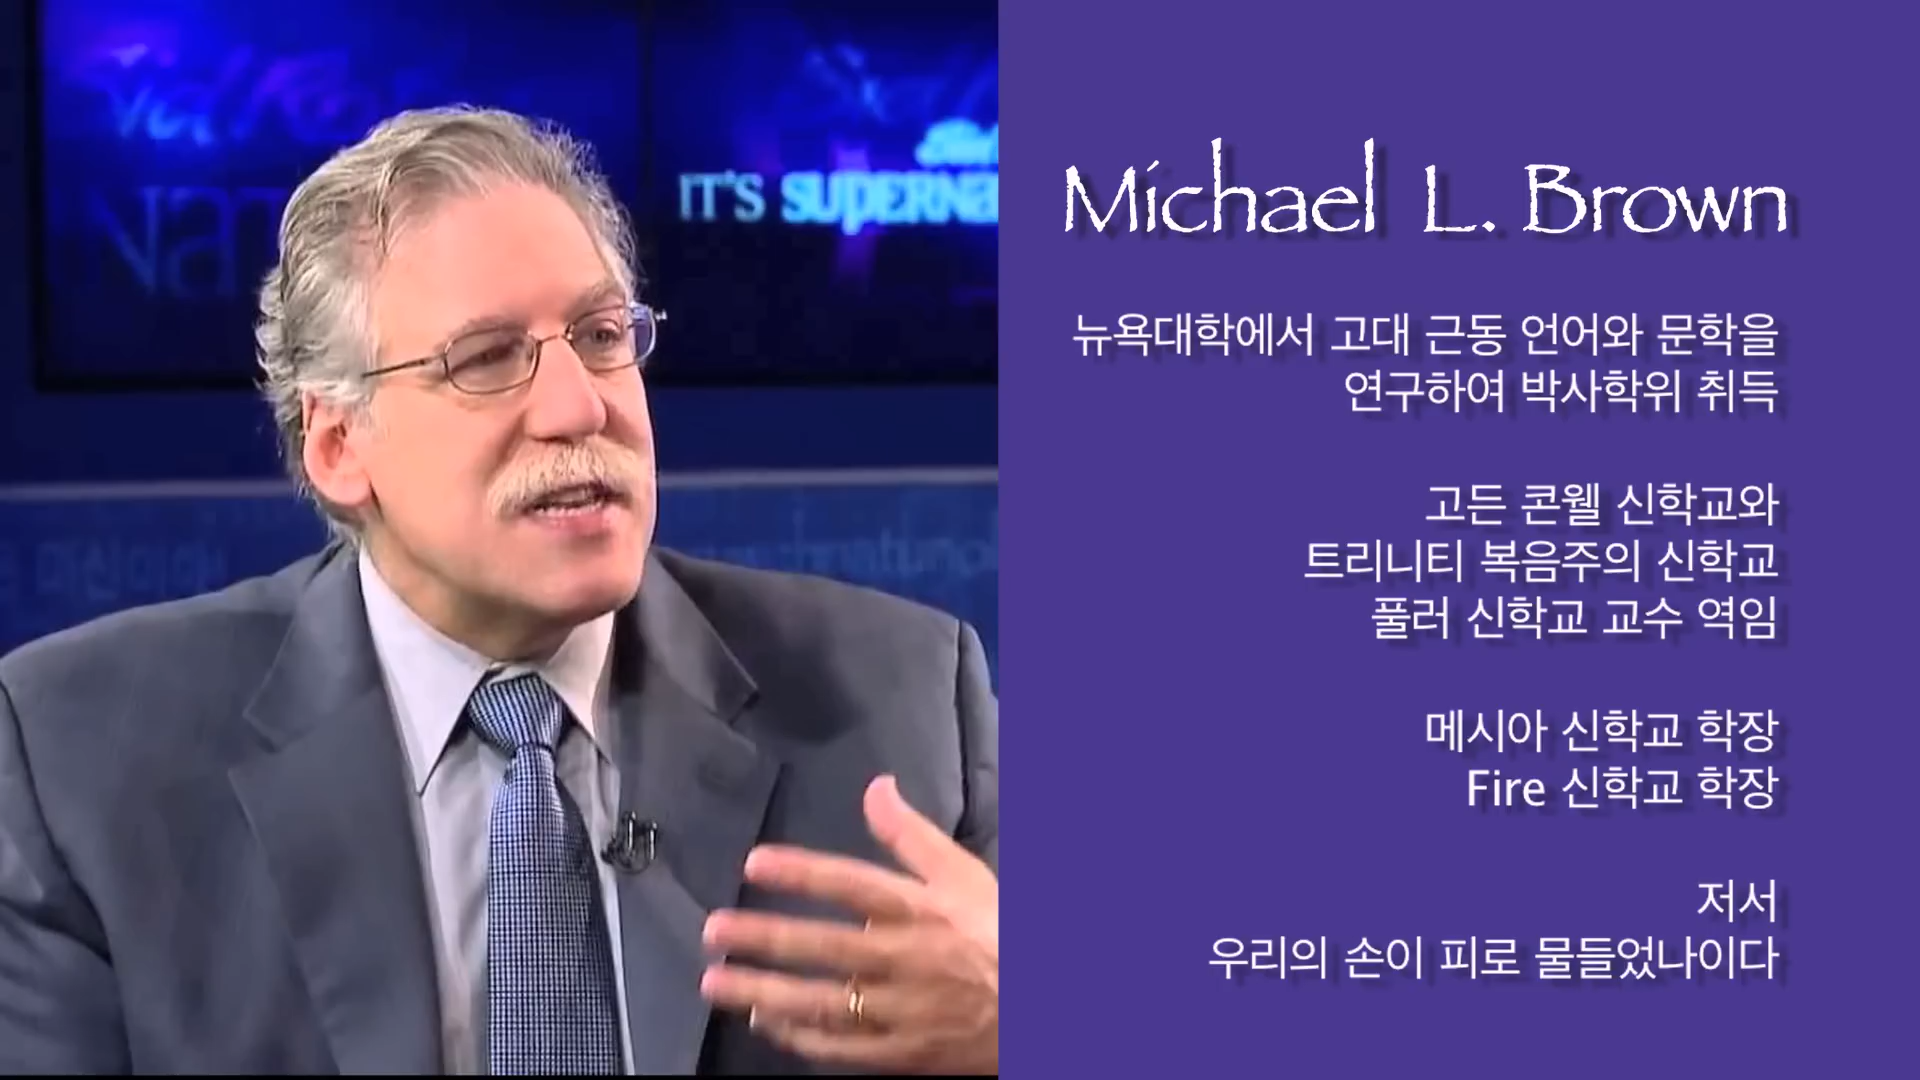 IT'S SUPERNA
Michael L. Brown
뉴욕대학에서 고대 근동 언어와 문학을
연구하여 박사학위 취득
고든 콘웰 신학교와
트리니티 복음주의 신학교
풀러 신학교 교수 역임
메시아 신학교 학장
Fire 신학교 학장
저서
우리의 손이 피로 물들었나이다